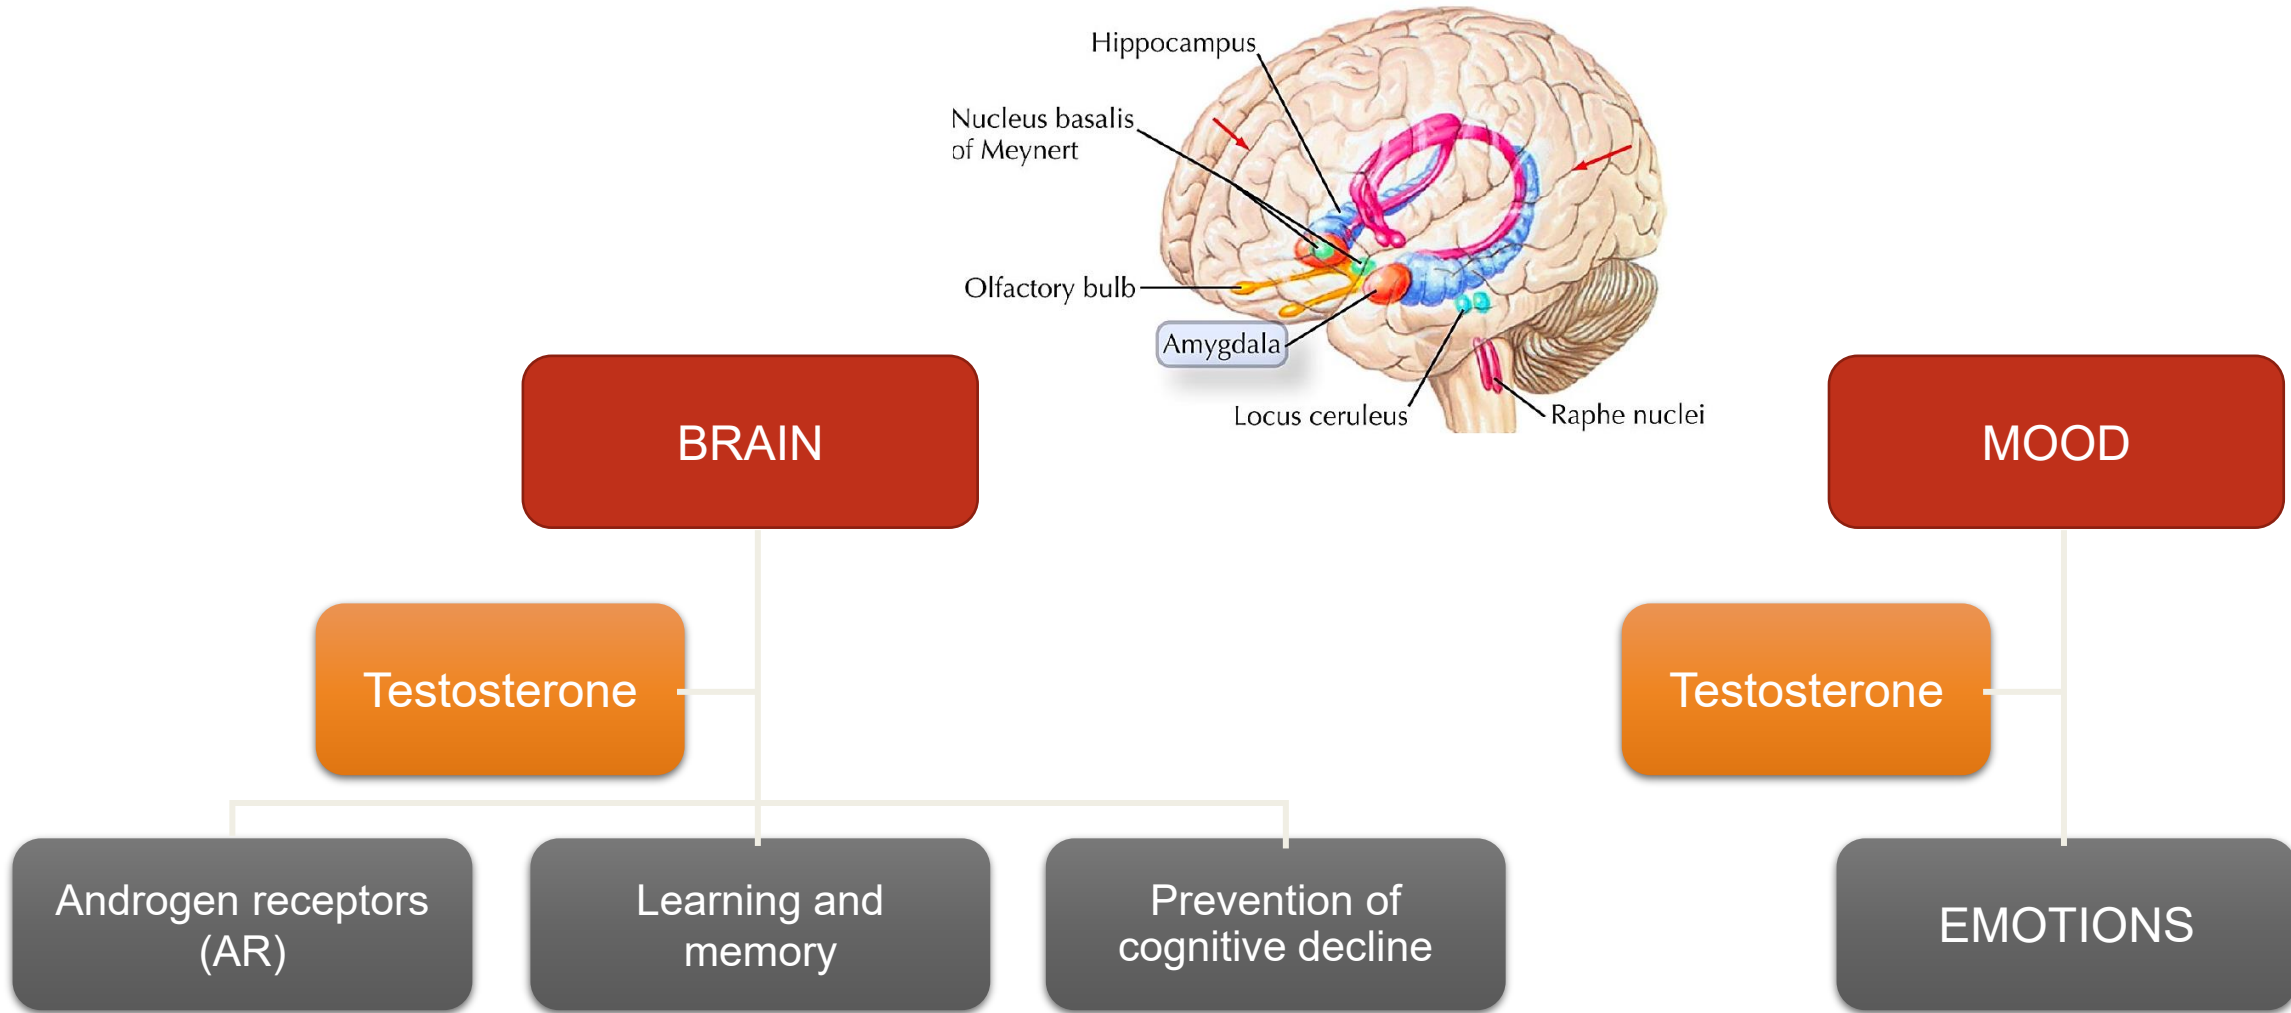 Hippocampus
Nucleus basalis
of Meynert
Olfactory bulb
Amygdala
Locus ceruleus
Raphe nuclei
BRAIN
MOOD
Testosterone
Testosterone
Androgen receptors
(AR)
Learning and
memory
Prevention of
cognitive decline
EMOTIONS